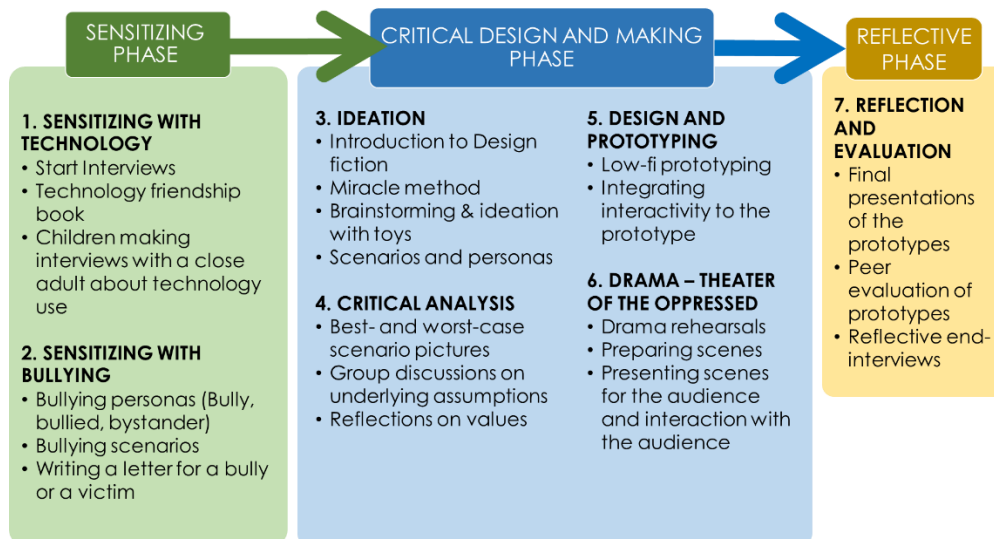 SENSITIZING
PHASE
CRITICAL DESIGN AND MAKING
PHASE
REFLECTIVE
PHASE
1. SENSITIZING WITH
TECHNOLOGY
• Start Interviews
• Technology friendship
book
• Children making
interviews with a close
adult about technology
use
2. SENSITIZING WITH
BULLYING
• Bullying personas (Bully,
bullied, bystander)
• Bullying scenarios
• Writing a letter for a bully
or a victim
3. IDEATION
• Introduction to Design
fiction
• Miracle method
• Brainstorming & ideation
with toys
• Scenarios and personas
4. CRITICAL ANALYSIS
• Best- and worst-case
scenario pictures
• Group discussions on
underlying assumptions
• Reflections on values
5. DESIGN AND
PROTOTYPING
• Low-fi prototyping
• Integrating
interactivity to the
prototype
6. DRAMA – THEATER
OF THE OPPRESSED
• Drama rehearsals
• Preparing scenes
• Presenting scenes
for the audience
and interaction with
the audience
7. REFLECTION
AND
EVALUATION
• Final
presentations
of the
prototypes
• Peer
evaluation of
prototypes
• Reflective end-
interviews